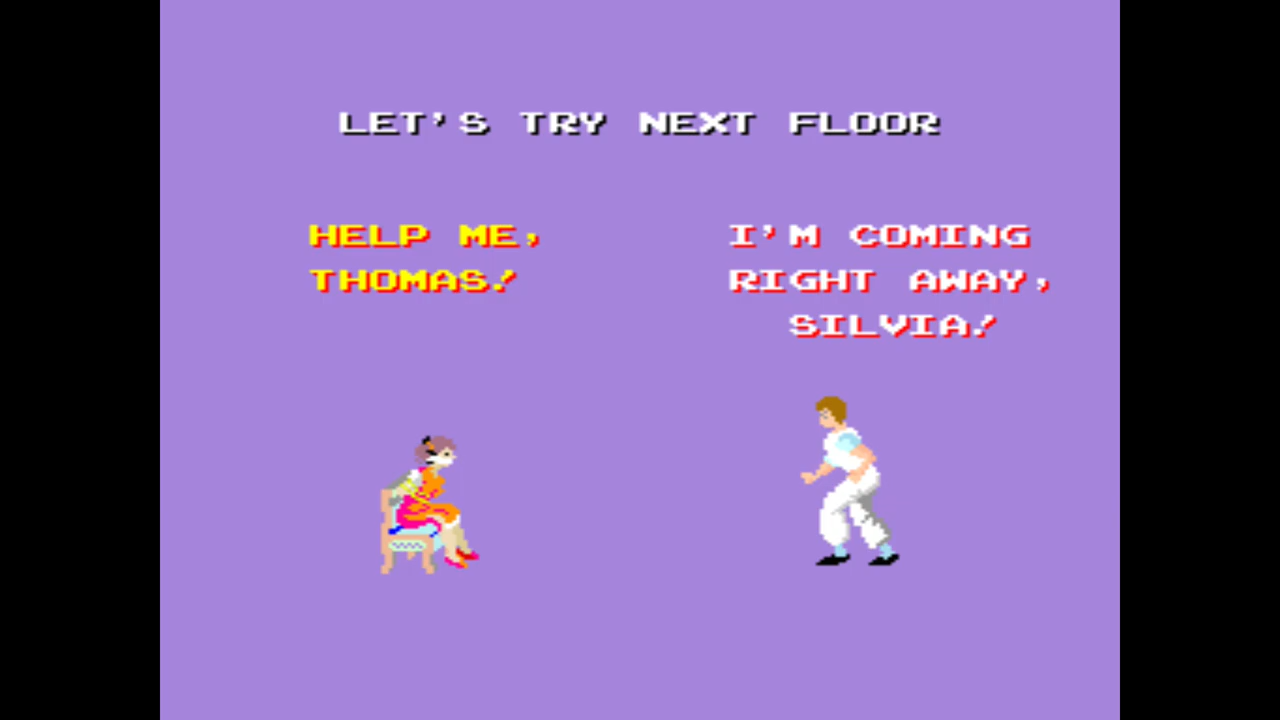 LET'S TRY NEXT FLOOR
HELP ME,
THOMAS!
I'M COMING
RIGHT AWAY,
SILVIA!